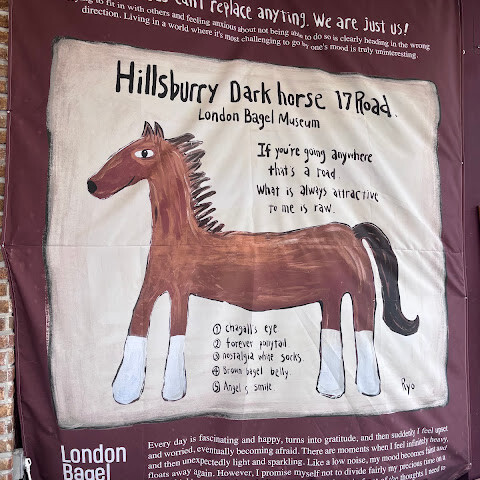 can't replace anyting. We are just us!
to fit in with others and feeling anxious about not being able to do so is clearly heading in the wrong
direction. Living in a world where it's most challenging to go by one's mood is truly uninteresting.
Hillsburry Dark horse 17 Road.
London Bagel Museum
If you're going anywhere
that's a road
What is always attractive
to me is raw.
① chagall's eye
② forever ponytail
③ nostalgia white socks
④ Brown bagel belly
⑤ Angel's smile
Ryo
Every day is fascinating and happy, turns into gratitude, and then suddenly I feel upset
and worried, eventually becoming afraid. There are moments when I feel infinitely heavy,
and then unexpectedly light and sparkling. Like a low noise, my mood becomes faint and
floats away again. However, I promise myself not to divide fairly my precious time on a
of the thoughts I need to
London
Bagel